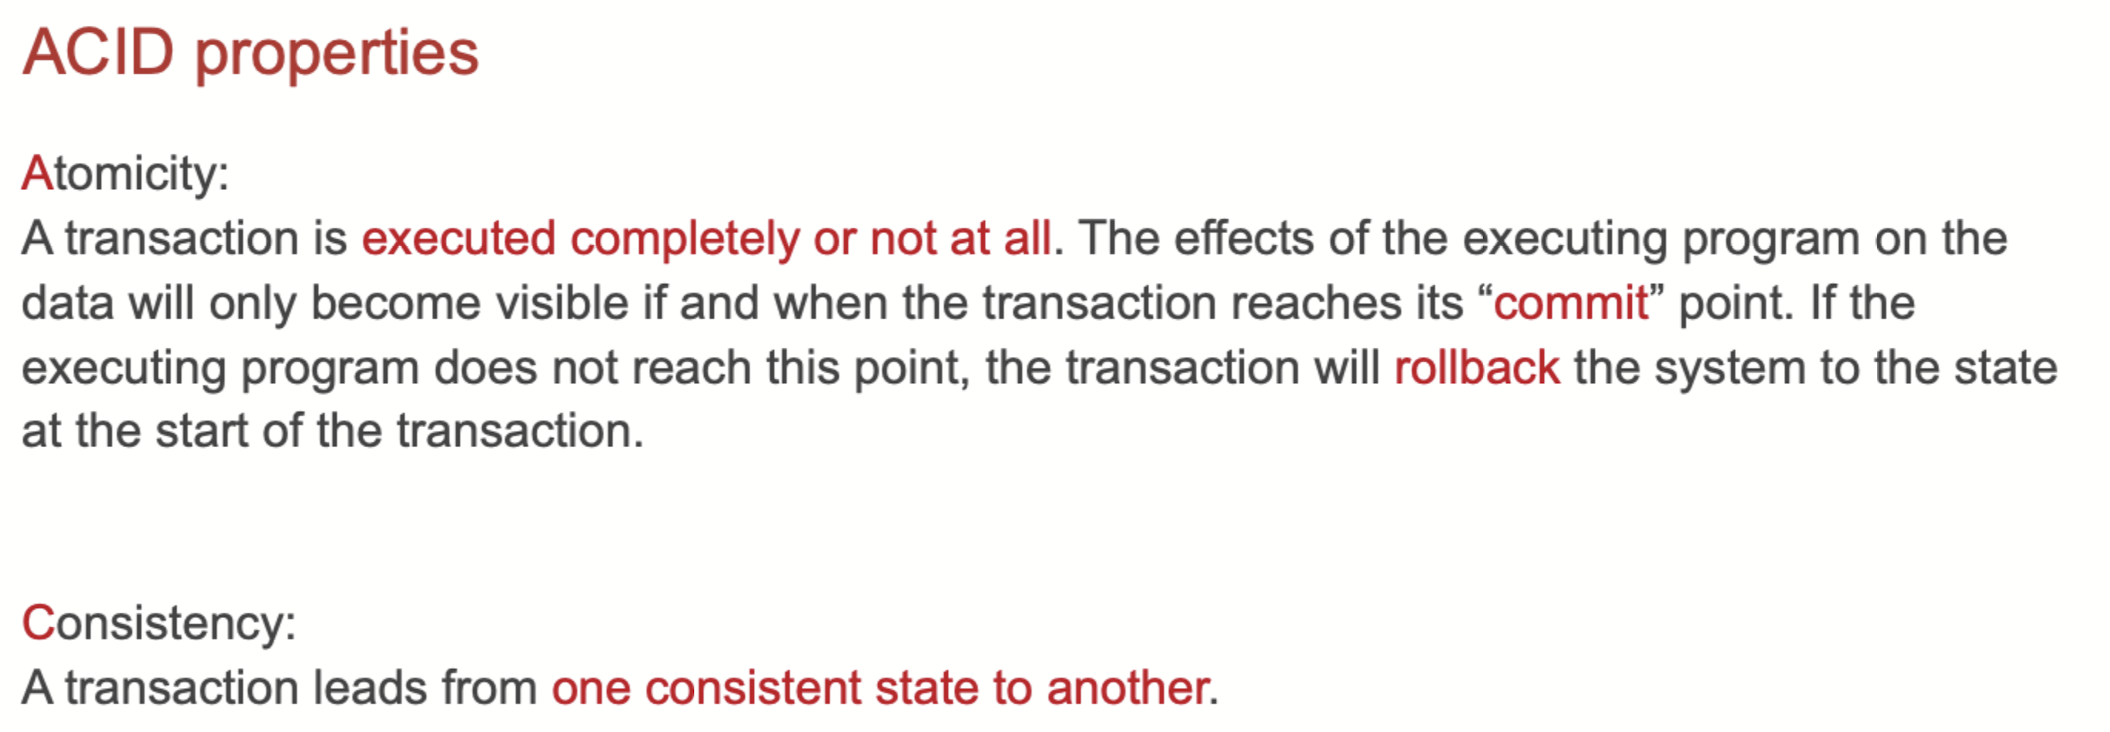 ACID properties
Atomicity:
A transaction is executed completely or not at all. The effects of the executing program on the
data will only become visible if and when the transaction reaches its “commit” point. If the
executing program does not reach this point, the transaction will rollback the system to the state
at the start of the transaction.
Consistency:
A transaction leads from one consistent state to another.